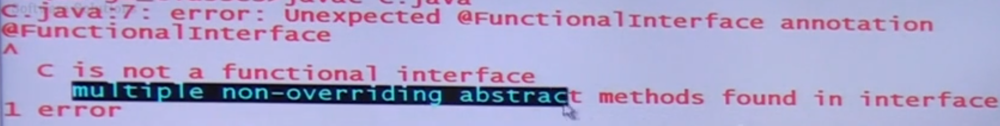 C.java:7: error: Unexpected @FunctionalInterface annotation
@FunctionalInterface
^
C is not a functional interface
multiple non-overriding abstract methods found in interface
1 error